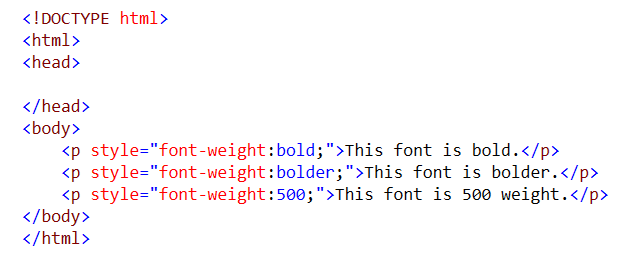 <!DOCTYPE html>
<html>
<head>
</head>
<body>
<p style="font-weight:bold;">This font is bold.</p>
<p style="font-weight:bolder;">This font is bolder.</p>
<p style="font-weight:500;">This font is 500 weight.</p>
</body>
</html>